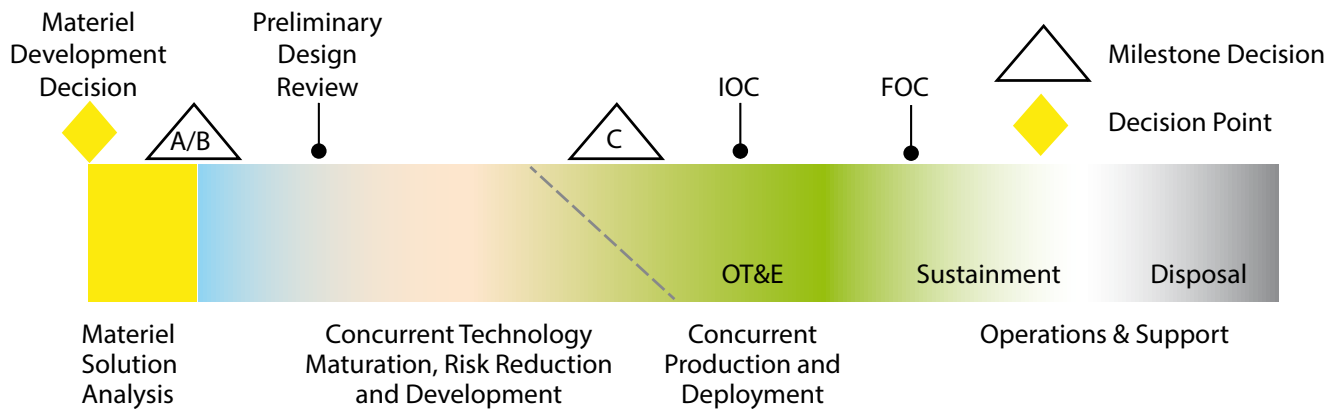 Materiel
Development
Decision
Preliminary
Design
Review
IOC
FOC
Milestone Decision
Decision Point
A/B
C
OT&E
Sustainment
Disposal
Materiel
Solution
Analysis
Concurrent Technology
Maturation, Risk Reduction
and Development
Concurrent
Production and
Deployment
Operations & Support